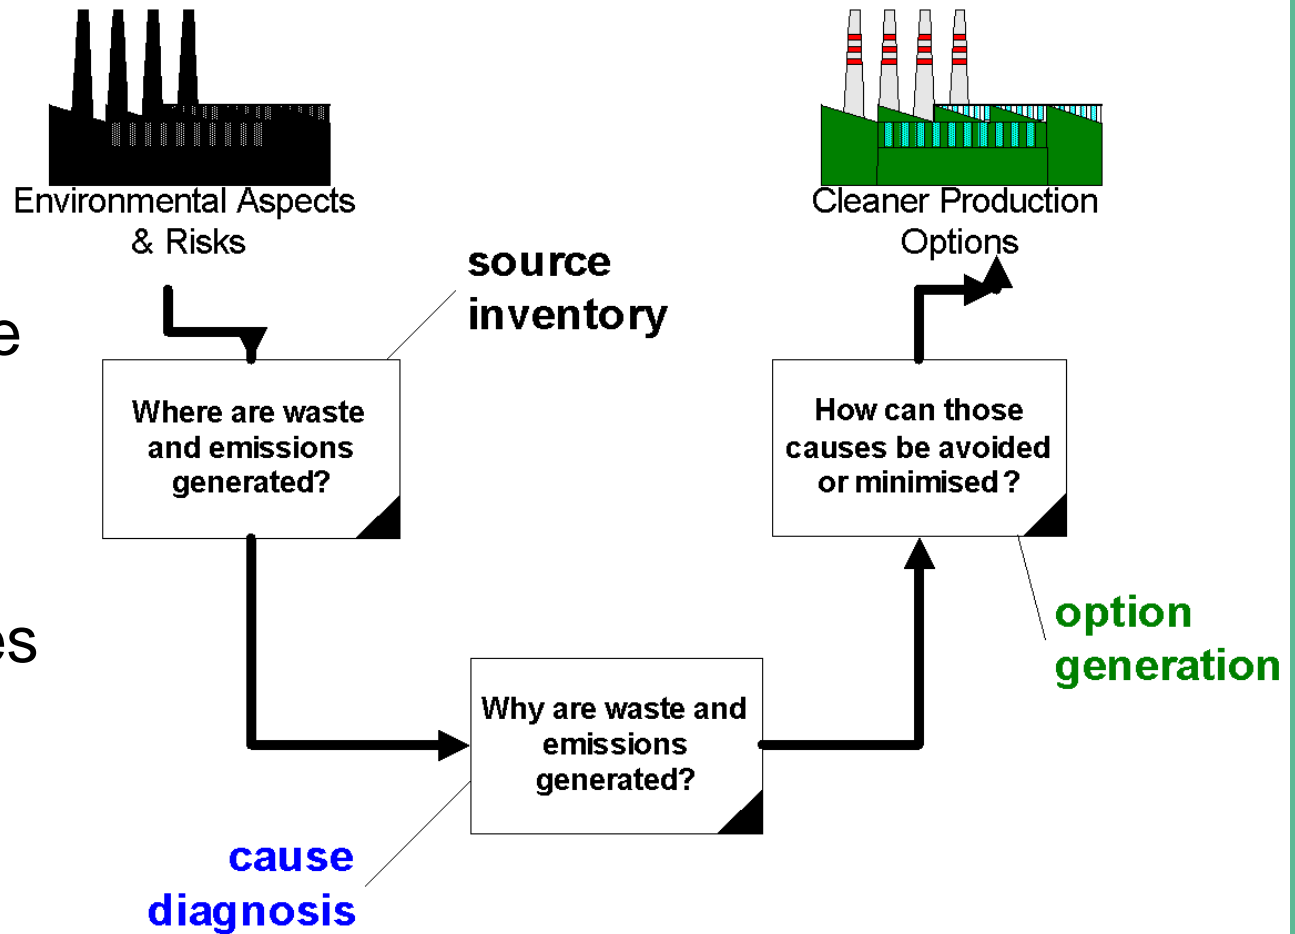 Environmental Aspects
& Risks
Cleaner Production
Options
source
inventory
e
Where are waste
and emissions
generated?
How can those
causes be avoided
or minimised ?
option
generation
es
Why are waste and
emissions
generated?
cause
diagnosis